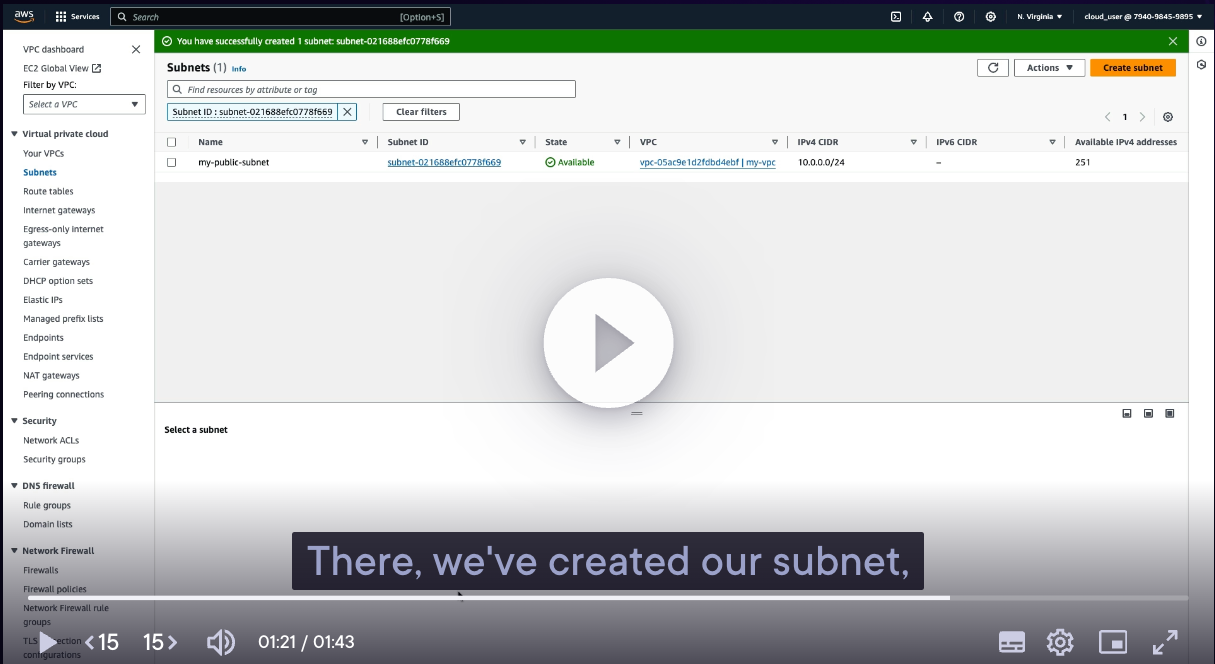 aws
Services
Search
[Option+S]
N. Virginia
cloud_user @ 7940-9845-9895
VPC dashboard
EC2 Global View
Filter by VPC:
Select a VPC
Virtual private cloud
Your VPCs
Subnets
Route tables
Internet gateways
Egress-only internet
gateways
Carrier gateways
DHCP option sets
Elastic IPs
Managed prefix lists
Endpoints
Endpoint services
NAT gateways
Peering connections
Security
Network ACLs
Security groups
DNS firewall
Rule groups
Domain lists
Network Firewall
Firewalls
Firewall policies
Network Firewall rule
groups
TLS inspection
configurations
You have successfully created 1 subnet: subnet-021688efc0778f669
Subnets (1) Info
Actions
Create subnet
Find resources by attribute or tag
Subnet ID : subnet-021688efc0778f669
Clear filters
1
Name Subnet ID State VPC IPv4 CIDR IPv6 CIDR Available IPv4 addresses
my-public-subnet subnet-021688efc0778f669 Available vpc-05ac9e1d2fdbd4ebf | my-vpc 10.0.0.0/24 – 251
Select a subnet
There, we've created our subnet,
15 15 01:21 / 01:43